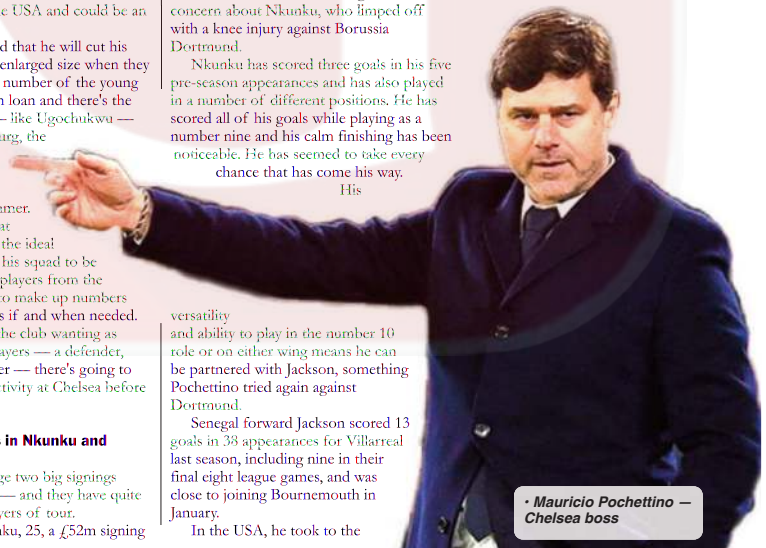 e USA and could be an
d that he will cut his
enlarged size when they
number of the young
n loan and there's the
– like Ugochukwu —
urg, the
mer.
at
the ideal
his squad to be
players from the
to make up numbers
s if and when needed.
he club wanting as
ayers — a defender,
er — there's going to
tivity at Chelsea before
s in Nkunku and
ge two big signings
— and they have quite
yers of tour.
ku, 25, a £52m signing
concern about Nkunku, who limped off
with a knee injury against Borussia
Dortmund.
Nkunku has scored three goals in his five
pre-season appearances and has also played
in a number of different positions. He has
scored all of his goals while playing as a
number nine and his calm finishing has been
noticeable. He has seemed to take every
chance that has come his way.
His
versatility
and ability to play in the number 10
role or on either wing means he can
be partnered with Jackson, something
Pochettino tried again against
Dortmund.
Senegal forward Jackson scored 13
goals in 38 appearances for Villarreal
last season, including nine in their
final eight league games, and was
close to joining Bournemouth in
January.
In the USA, he took to the
• Mauricio Pochettino —
Chelsea boss